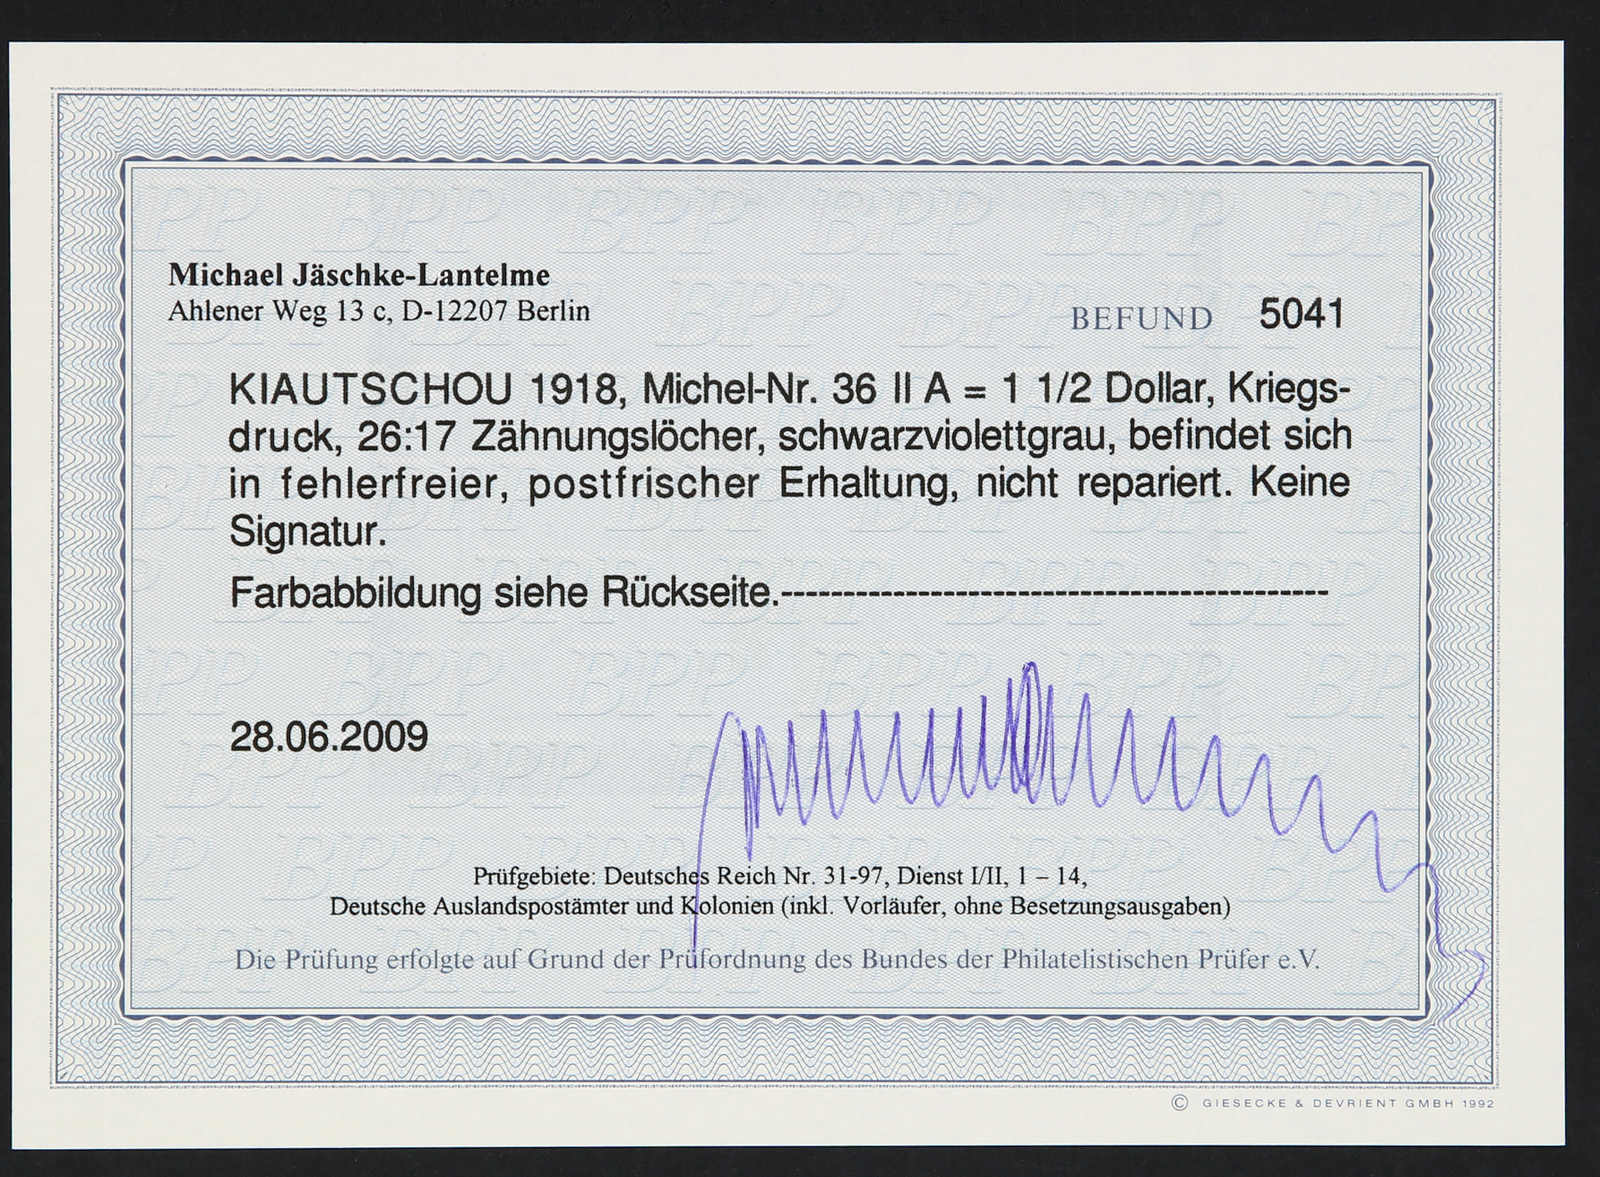 Michael Jäschke-Lantelme
Ahlener Weg 13 c, D-12207 Berlin
BEFUND 5041
KIAUTSCHOU 1918, Michel-Nr. 36 II A = 1 1/2 Dollar, Kriegs-
druck, 26:17 Zähnungslöcher, schwarzviolettgrau, befindet sich
in fehlerfreier, postfrischer Erhaltung, nicht repariert. Keine
Signatur.
Farbabbildung siehe Rückseite.--------------------------------------------
28.06.2009
Prüfgebiete: Deutsches Reich Nr. 31-97, Dienst I/II, 1 – 14,
Deutsche Auslandspostämter und Kolonien (inkl. Vorläufer, ohne Besetzungsausgaben)
Die Prüfung erfolgte auf Grund der Prüfordnung des Bundes der Philatelistischen Prüfer e.V.
© GIESECKE & DEVRIENT GMBH 1992